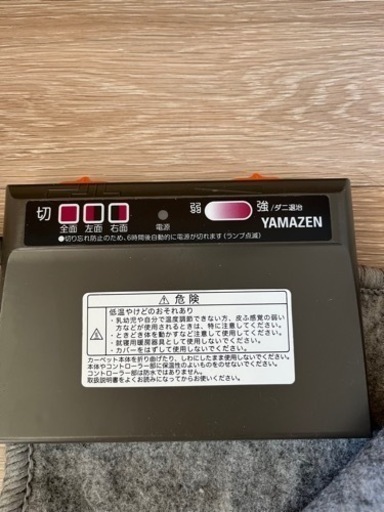 切 全面 左面 右面 電源 弱 強/ダニ退治
●切り忘れ防止のため、6時間後自動的に電源が切れます(ランプ点滅) YAMAZEN
⚠危険
低温やけどのおそれあり
・乳幼児や自分で温度調節できない方、皮ふ感覚の弱い
方などが使用されるときは、特に注意してください。
・ときどき体を動かすなど注意してください。
・就寝用暖房器具として使用しないでください。
・カバーをはずして使用しないでください。
カーペット本体を折り曲げたり、しわにしたまま使用しないでください。
本体やコントローラー部に保温性のよいものをのせないでください。
コントローラー部は防水ではありません。
取扱説明書をよくお読みになってからお使いください。